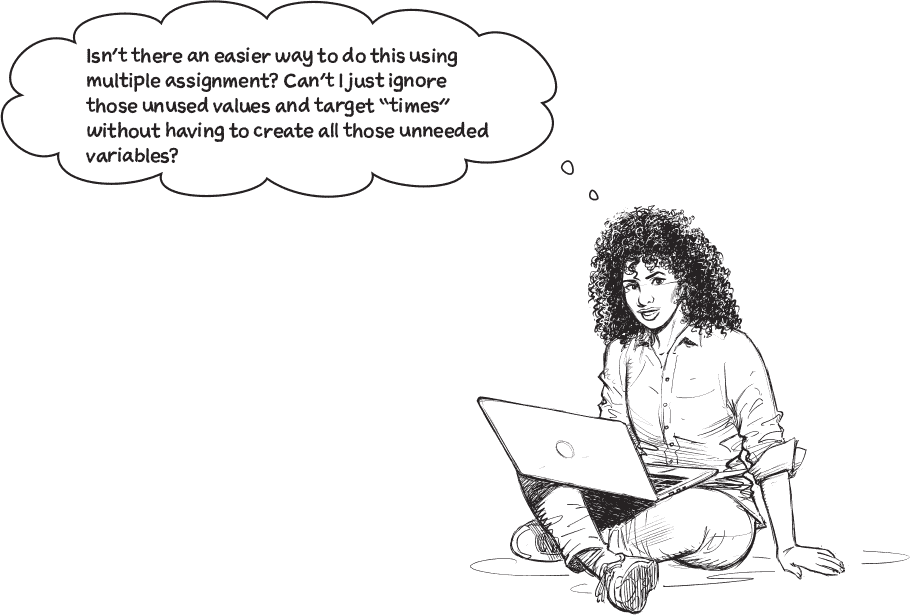 Isn't there an easier way to do this using
multiple assignment? Can't I just ignore
those unused values and target “times”
without having to create all those unneeded
variables?